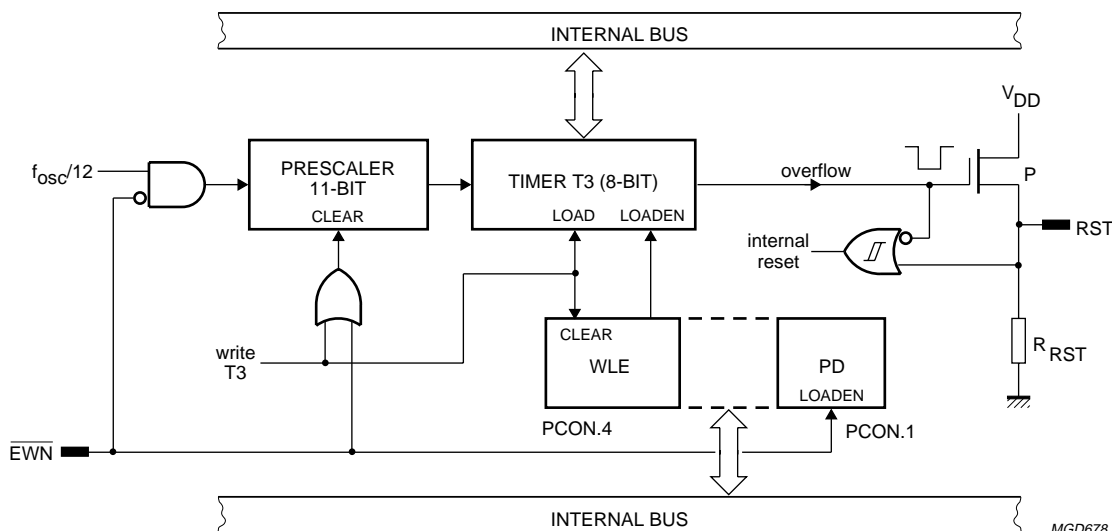 INTERNAL BUS
VDD
fosc/12
PRESCALER
11-BIT
CLEAR
TIMER T3 (8-BIT)
LOAD LOADEN
overflow
P
RST
internal
reset
write
T3
CLEAR
WLE
PD
LOADEN
RRST
PCON.4
PCON.1
EWN
INTERNAL BUS
MGD678